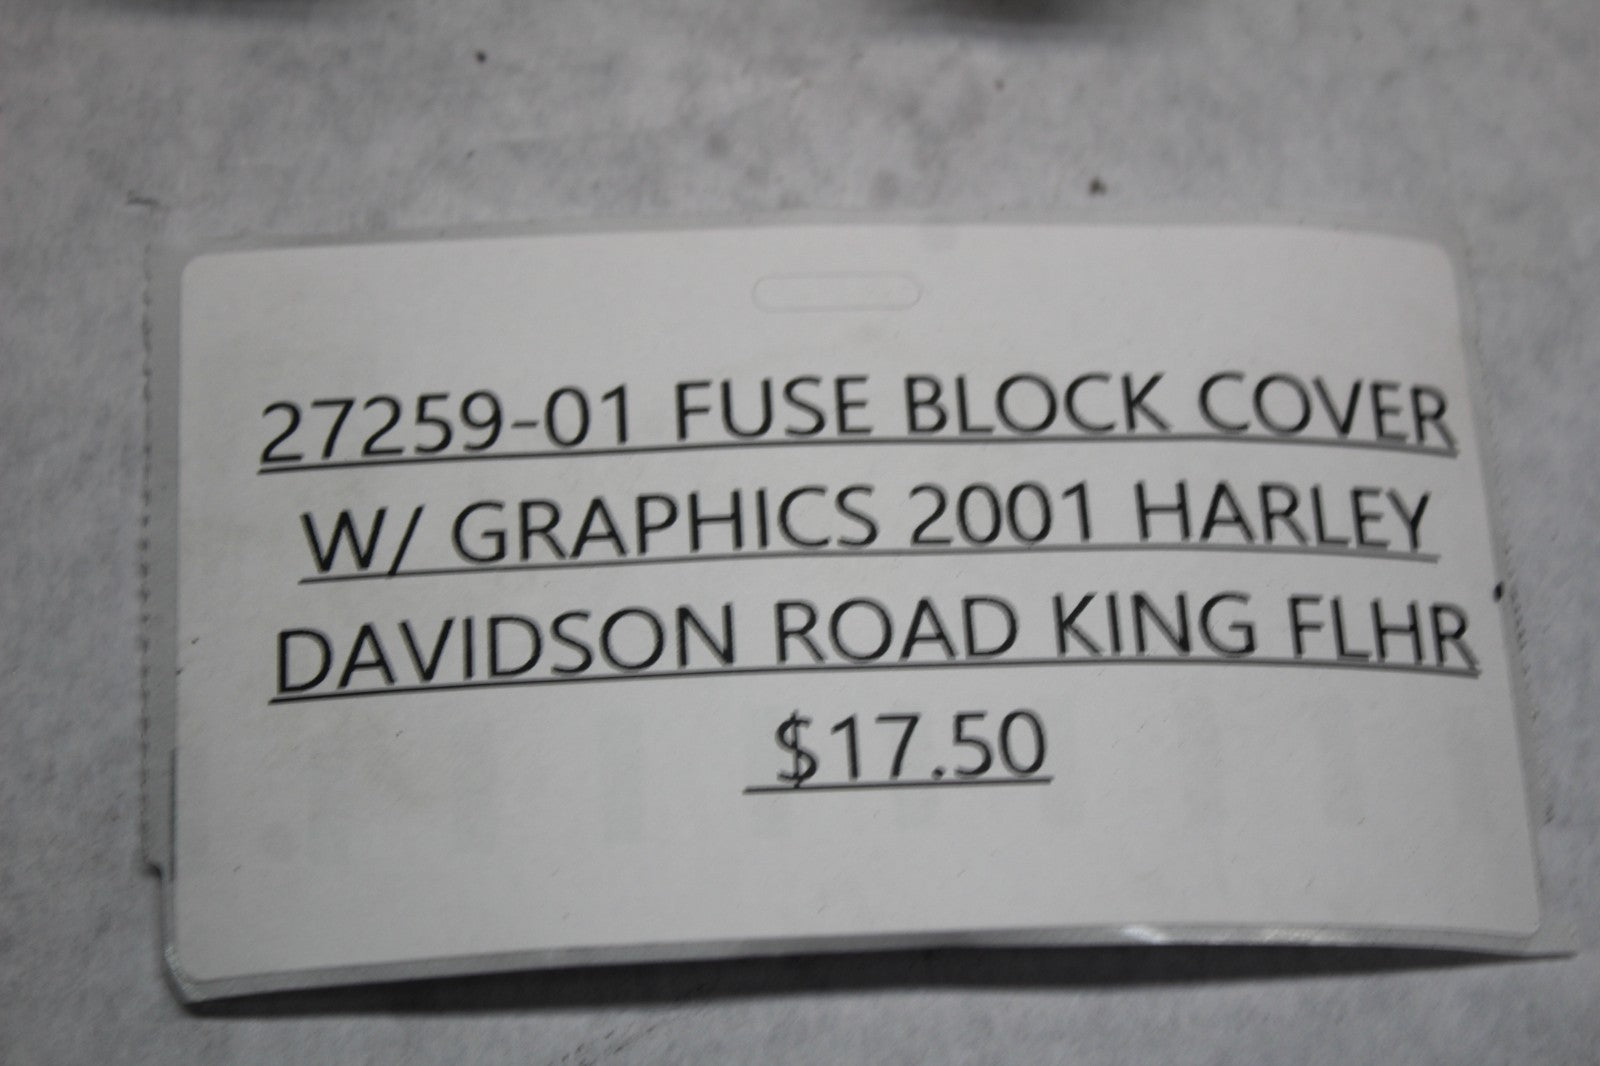 27259-01 FUSE BLOCK COVER
W/ GRAPHICS 2001 HARLEY
DAVIDSON ROAD KING FLHR
$17.50